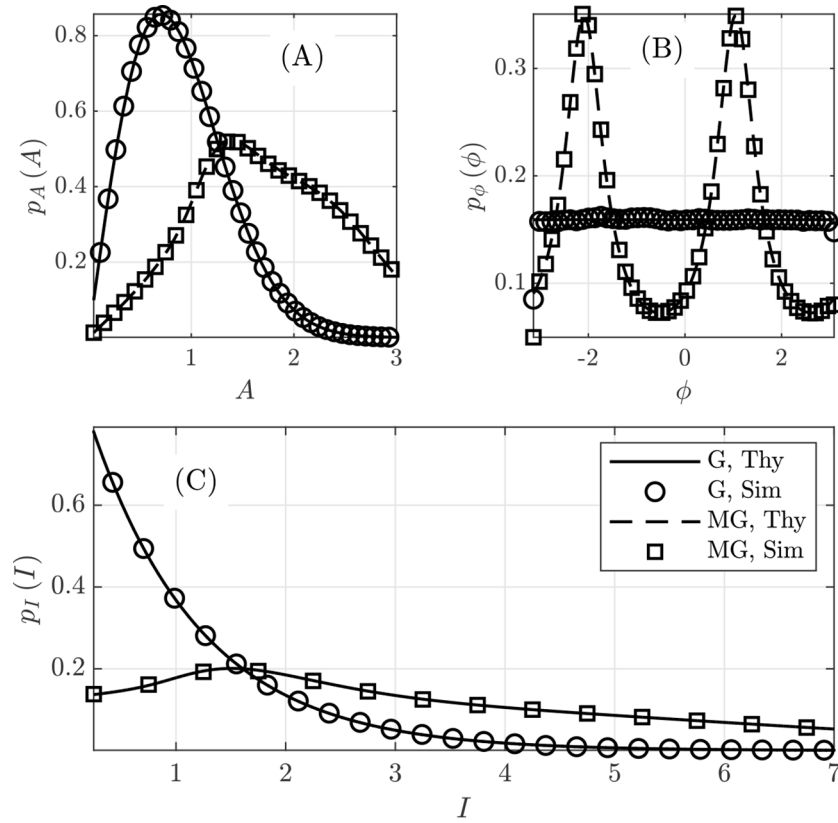 0.8
0.6
0.4
0.2
p_A(A)
(A)
1
2
3
A
0.3
0.2
0.1
p_ϕ(ϕ)
(B)
-2
0
2
ϕ
0.6
0.4
0.2
p_I(I)
(C)
G, Thy
G, Sim
MG, Thy
MG, Sim
1
2
3
4
5
6
7
I